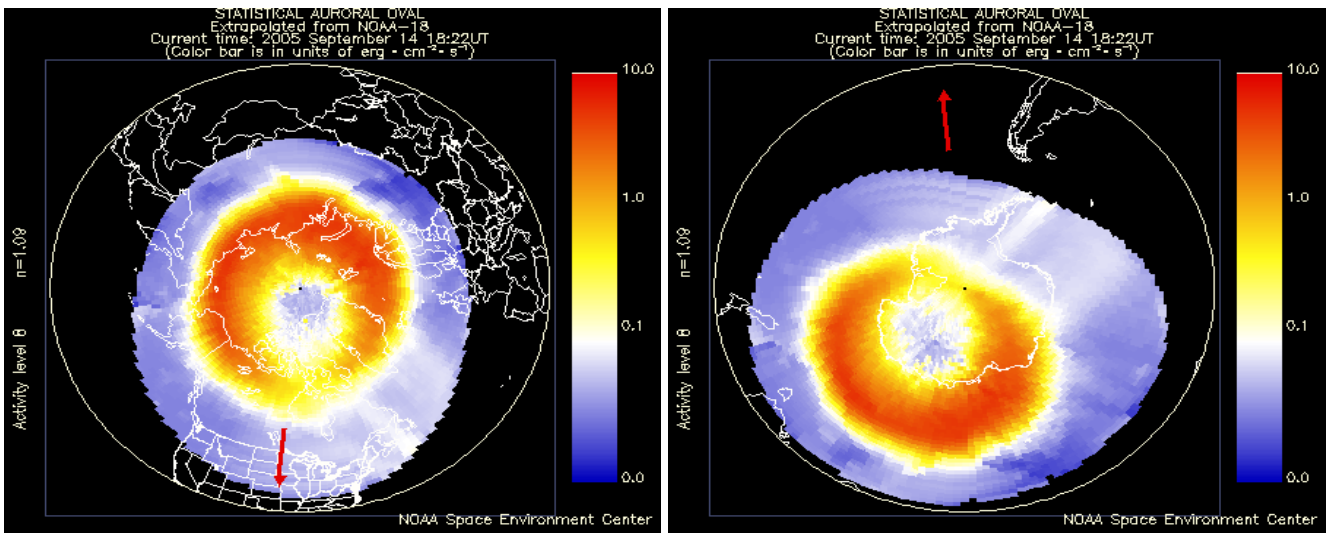 STATISTICAL AURORAL OVAL
Extrapolated from NOAA-18
Current time: 2005 September 14 18:22UT
(Color bar is in units of erg · cm⁻²· s⁻¹)
10.0
1.0
0.1
0.0
n=1.09
Activity level 8
NOAA Space Environment Center
STATISTICAL AURORAL OVAL
Extrapolated from NOAA-18
Current time: 2005 September 14 18:22UT
(Color bar is in units of erg · cm⁻²· s⁻¹)
10.0
1.0
0.1
0.0
n=1.09
Activity level 8
NOAA Space Environment Center